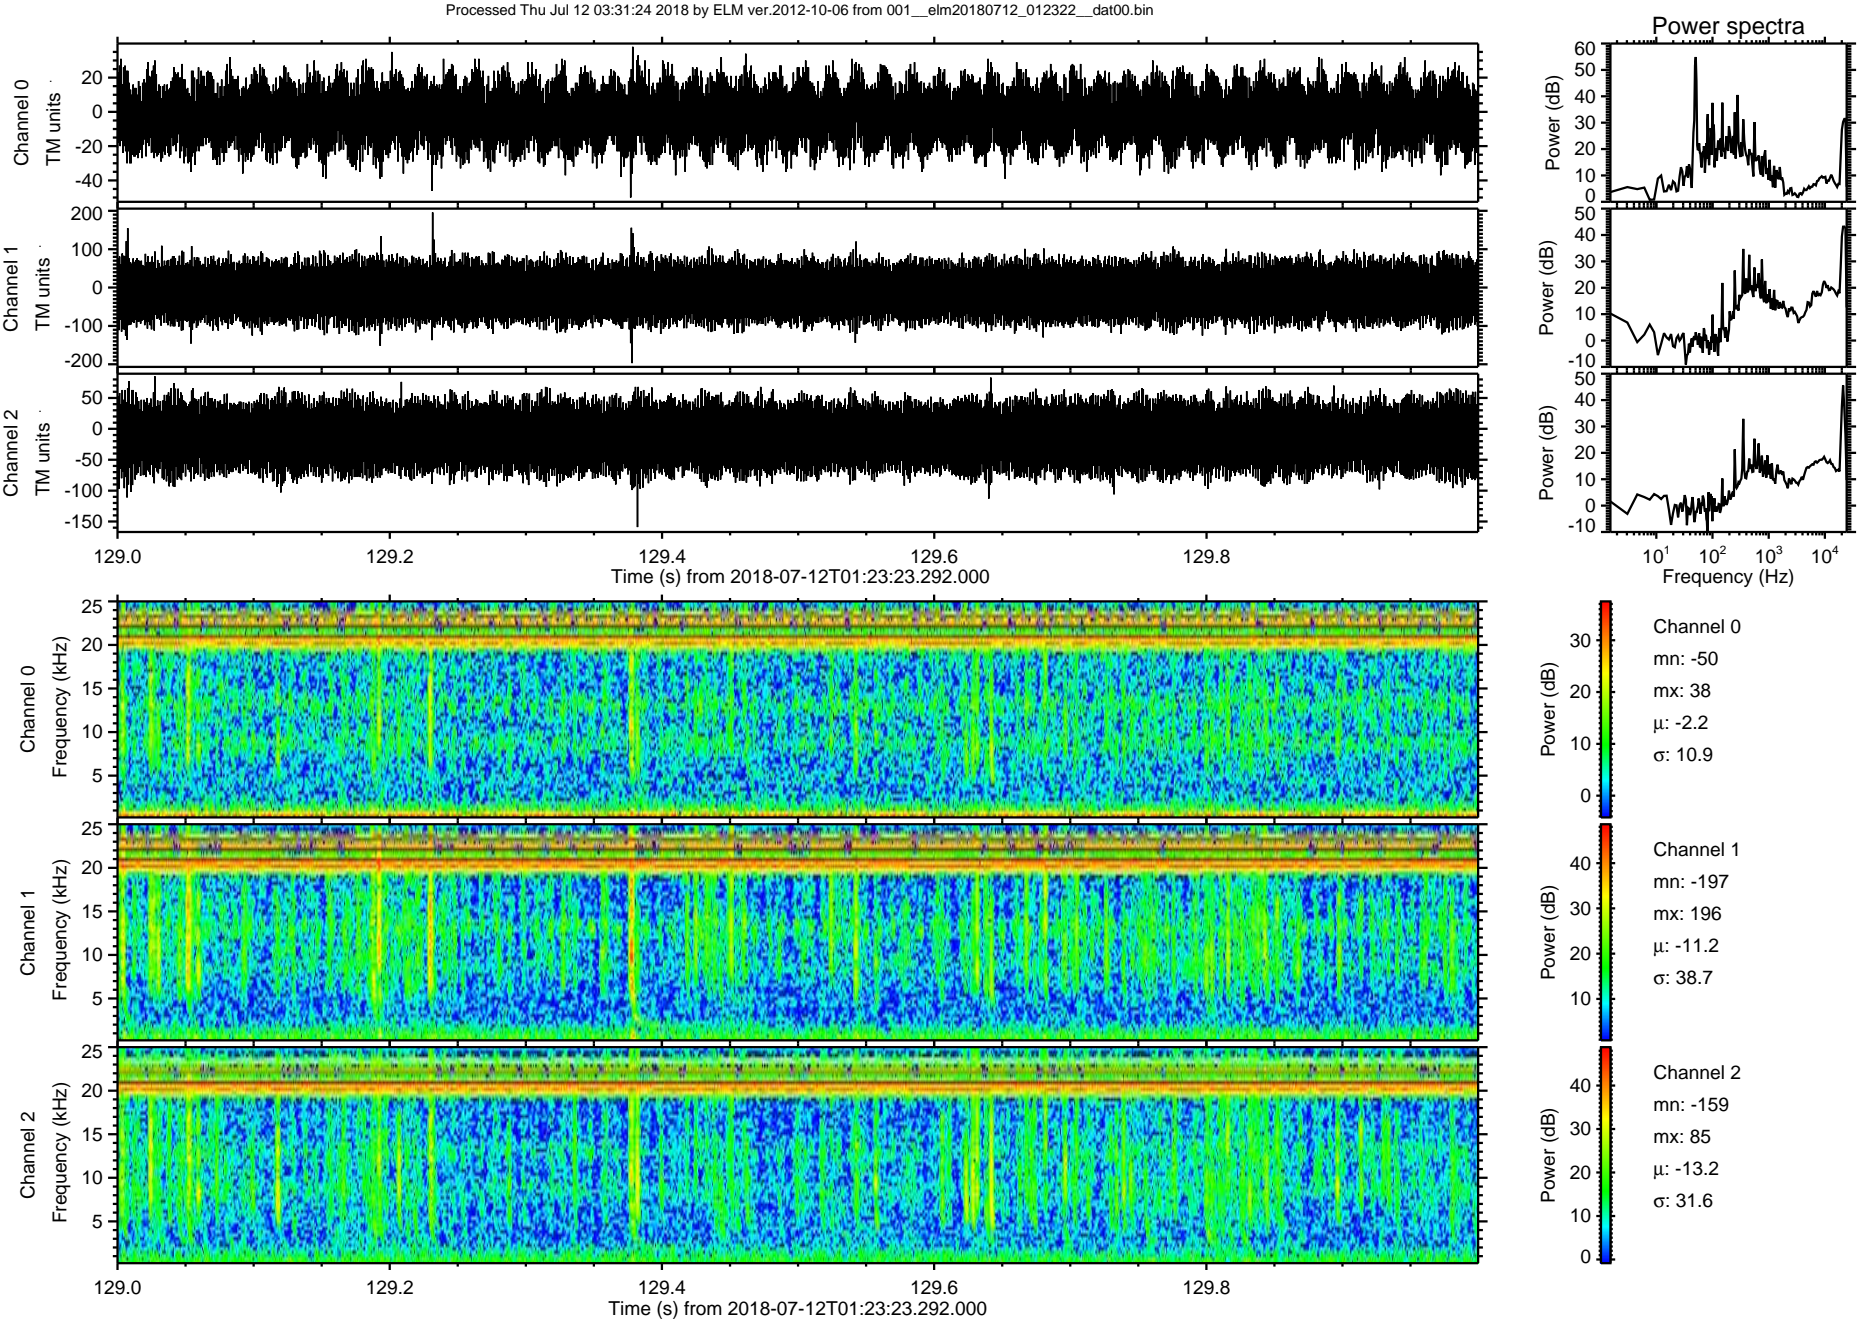 Processed Thu Jul 12 03:31:24 2018 by ELM ver.2012-10-06 from 001__elm20180712_012322__dat00.bin
Power spectra
Channel 0
TM units
20
0
-20
-40
Power (dB)
60
50
40
30
20
10
0
Channel 1
TM units
200
100
0
-100
-200
Power (dB)
50
40
30
20
10
0
-10
Channel 2
TM units
50
0
-50
-100
-150
Power (dB)
50
40
30
20
10
0
-10
129.0 129.2 129.4 129.6 129.8
Time (s) from 2018-07-12T01:23:23.292.000
10¹ 10² 10³ 10⁴
Frequency (Hz)
Channel 0
Frequency (kHz)
25
20
15
10
5
Power (dB)
30
20
10
0
Channel 0
mn: -50
mx: 38
µ: -2.2
σ: 10.9
Channel 1
Frequency (kHz)
25
20
15
10
5
Power (dB)
40
30
20
10
Channel 1
mn: -197
mx: 196
µ: -11.2
σ: 38.7
Channel 2
Frequency (kHz)
25
20
15
10
5
Power (dB)
40
30
20
10
0
Channel 2
mn: -159
mx: 85
µ: -13.2
σ: 31.6
129.0 129.2 129.4 129.6 129.8
Time (s) from 2018-07-12T01:23:23.292.000